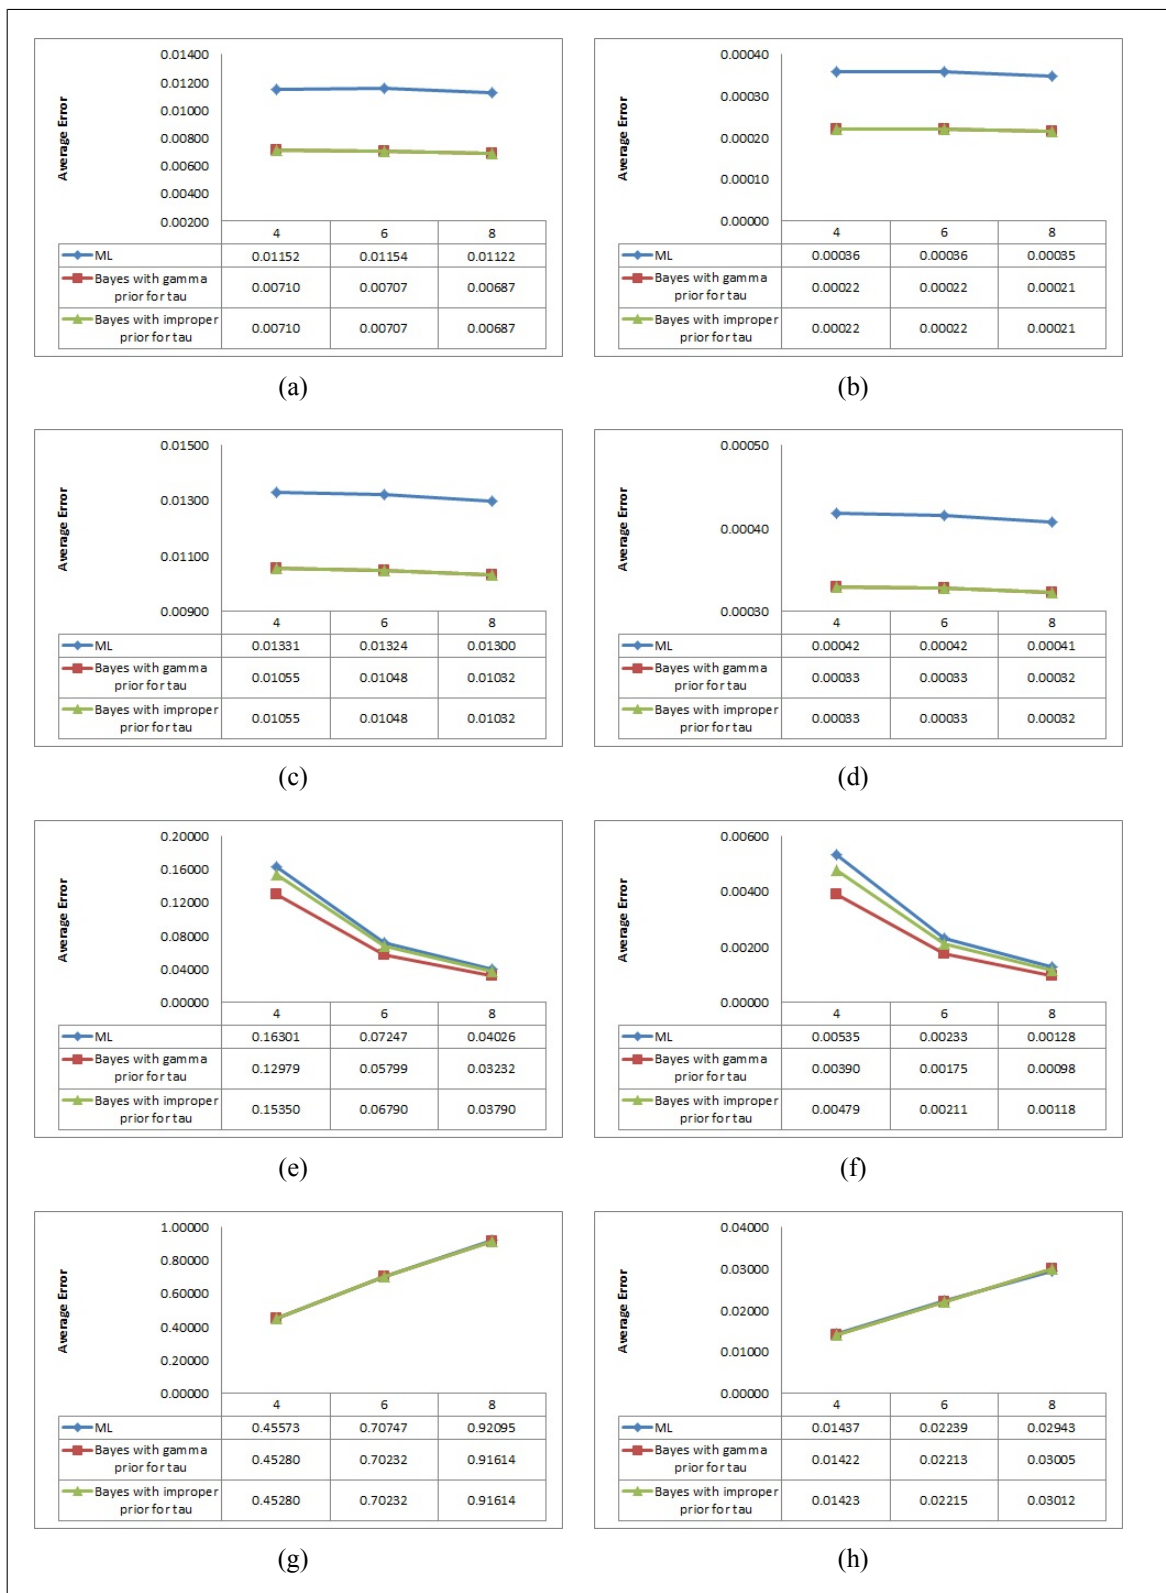 0.01400
0.01200
0.01000
0.00800
0.00600
0.00400
0.00200
Average Error
4 6 8
ML 0.01152 0.01154 0.01122
Bayes with gamma
prior for tau 0.00710 0.00707 0.00687
Bayes with improper
prior for tau 0.00710 0.00707 0.00687
(a)
0.00040
0.00030
0.00020
0.00010
0.00000
Average Error
4 6 8
ML 0.00036 0.00036 0.00035
Bayes with gamma
prior for tau 0.00022 0.00022 0.00021
Bayes with improper
prior for tau 0.00022 0.00022 0.00021
(b)
0.01500
0.01300
0.01100
0.00900
Average Error
4 6 8
ML 0.01331 0.01324 0.01300
Bayes with gamma
prior for tau 0.01055 0.01048 0.01032
Bayes with improper
prior for tau 0.01055 0.01048 0.01032
(c)
0.00050
0.00040
0.00030
Average Error
4 6 8
ML 0.00042 0.00042 0.00041
Bayes with gamma
prior for tau 0.00033 0.00033 0.00032
Bayes with improper
prior for tau 0.00033 0.00033 0.00032
(d)
0.20000
0.16000
0.12000
0.08000
0.04000
0.00000
Average Error
4 6 8
ML 0.16301 0.07247 0.04026
Bayes with gamma
prior for tau 0.12979 0.05799 0.03232
Bayes with improper
prior for tau 0.15350 0.06790 0.03790
(e)
0.00600
0.00400
0.00200
0.00000
Average Error
4 6 8
ML 0.00535 0.00233 0.00128
Bayes with gamma
prior for tau 0.00390 0.00175 0.00098
Bayes with improper
prior for tau 0.00479 0.00211 0.00118
(f)
1.00000
0.80000
0.60000
0.40000
0.20000
0.00000
Average Error
4 6 8
ML 0.45573 0.70747 0.92095
Bayes with gamma
prior for tau 0.45280 0.70232 0.91614
Bayes with improper
prior for tau 0.45280 0.70232 0.91614
(g)
0.04000
0.03000
0.02000
0.01000
0.00000
Average Error
4 6 8
ML 0.01437 0.02239 0.02943
Bayes with gamma
prior for tau 0.01422 0.02213 0.03005
Bayes with improper
prior for tau 0.01423 0.02215 0.03012
(h)